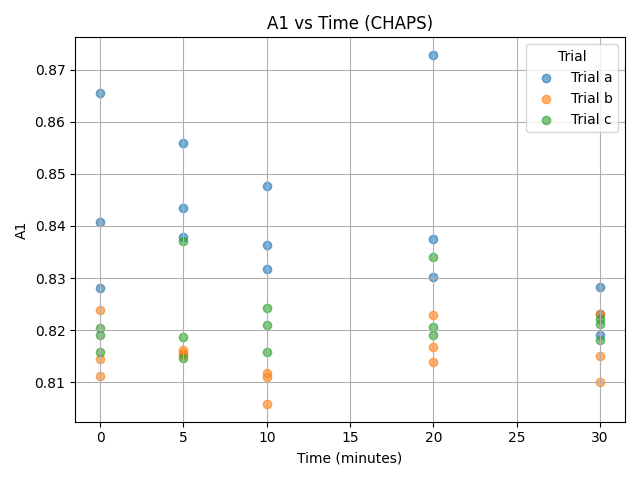 A1 vs Time (CHAPS)
Trial
Trial a
Trial b
Trial c
A1
0.87
0.86
0.85
0.84
0.83
0.82
0.81
0 5 10 15 20 25 30
Time (minutes)